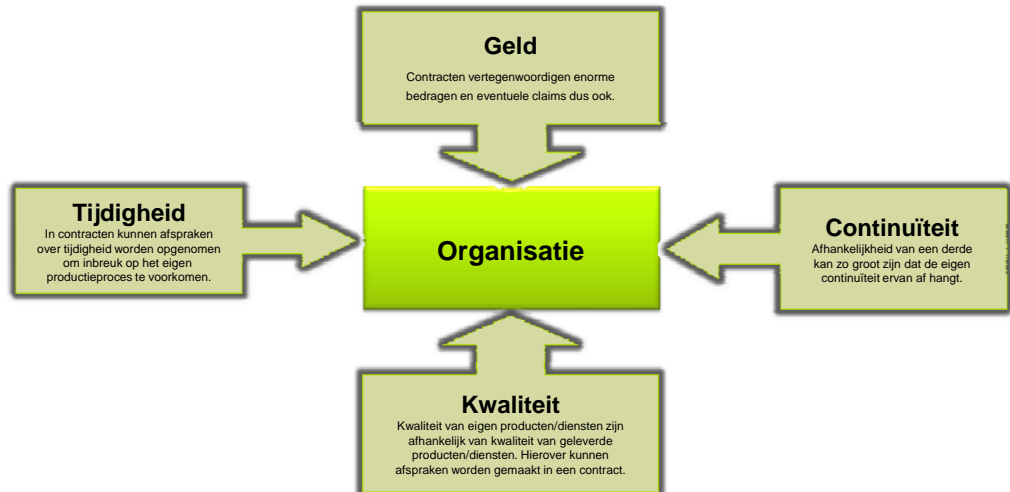 Geld
Contracten vertegenwoordigen enorme
bedragen en eventuele claims dus ook.
Tijdigheid
In contracten kunnen afspraken
over tijdigheid worden opgenomen
om inbreuk op het eigen
productieproces te voorkomen.
Organisatie
Continuïteit
Afhankelijkheid van een derde
kan zo groot zijn dat de eigen
continuïteit ervan af hangt.
Kwaliteit
Kwaliteit van eigen producten/diensten zijn
afhankelijk van kwaliteit van geleverde
producten/diensten. Hierover kunnen
afspraken worden gemaakt in een contract.